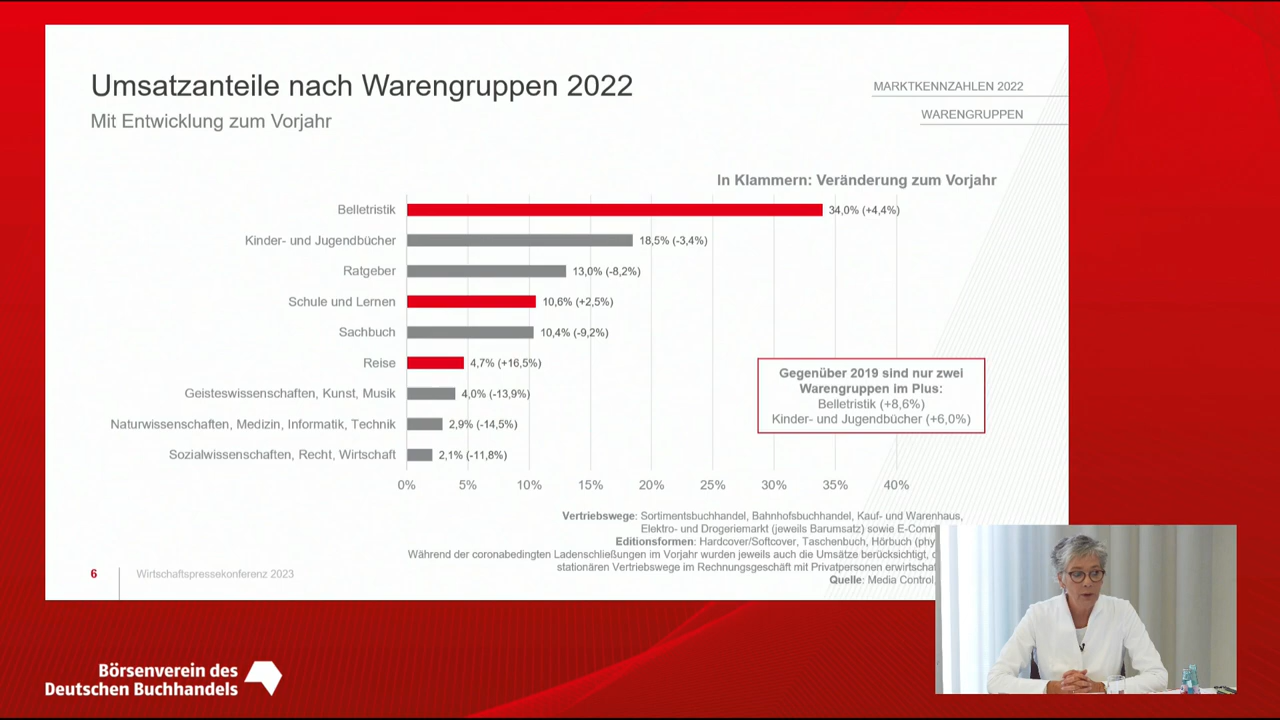 Umsatzanteile nach Warengruppen 2022
Mit Entwicklung zum Vorjahr
MARKTKENNZAHLEN 2022
WARENGRUPPEN
In Klammern: Veränderung zum Vorjahr
Belletristik 34,0% (+4,4%)
Kinder- und Jugendbücher 18,5% (-3,4%)
Ratgeber 13,0% (-8,2%)
Schule und Lernen 10,6% (+2,5%)
Sachbuch 10,4% (-9,2%)
Reise 4,7% (+16,5%)
Geisteswissenschaften, Kunst, Musik 4,0% (-13,9%)
Naturwissenschaften, Medizin, Informatik, Technik 2,9% (-14,5%)
Sozialwissenschaften, Recht, Wirtschaft 2,1% (-11,8%)
0% 5% 10% 15% 20% 25% 30% 35% 40%
Gegenüber 2019 sind nur zwei
Warengruppen im Plus:
Belletristik (+8,6%)
Kinder- und Jugendbücher (+6,0%)
Vertriebswege: Sortimentsbuchhandel, Bahnhofsbuchhandel, Kauf- und Warenhaus,
Elektro- und Drogeriemarkt (jeweils Barumsatz) sowie
Editionsformen: Hardcover/Softcover, Taschenbuch, Hörbuch
Während der coronabedingten Ladenschließungen im Vorjahr wurden jeweils auch die Umsätze berücksichtigt,
stationären Vertriebswege im Rechnungsgeschäft mit Privatpersonen
Quelle: Media Control
6
Wirtschaftspressekonferenz 2023
Börsenverein des
Deutschen Buchhandels